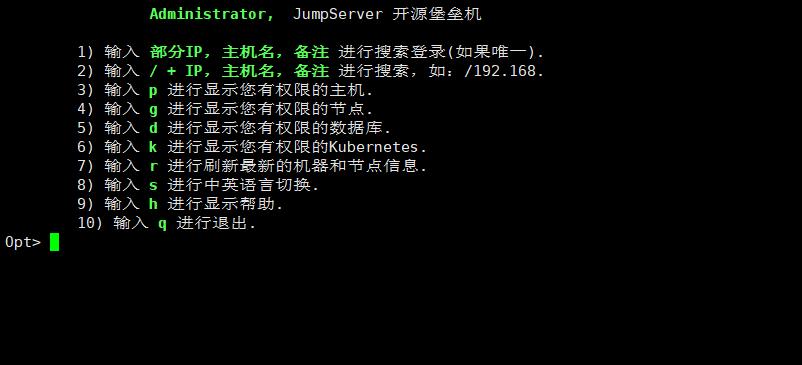 Administrator, JumpServer 开源堡垒机
1) 输入 部分IP, 主机名, 备注 进行搜索登录(如果唯一).
2) 输入 / + IP, 主机名, 备注 进行搜索, 如: /192.168.
3) 输入 p 进行显示您有权限的主机.
4) 输入 g 进行显示您有权限的节点.
5) 输入 d 进行显示您有权限的数据库.
6) 输入 k 进行显示您有权限的Kubernetes.
7) 输入 r 进行刷新最新的机器和节点信息.
8) 输入 s 进行中英语言切换.
9) 输入 h 进行显示帮助.
10) 输入 q 进行退出.
Opt>